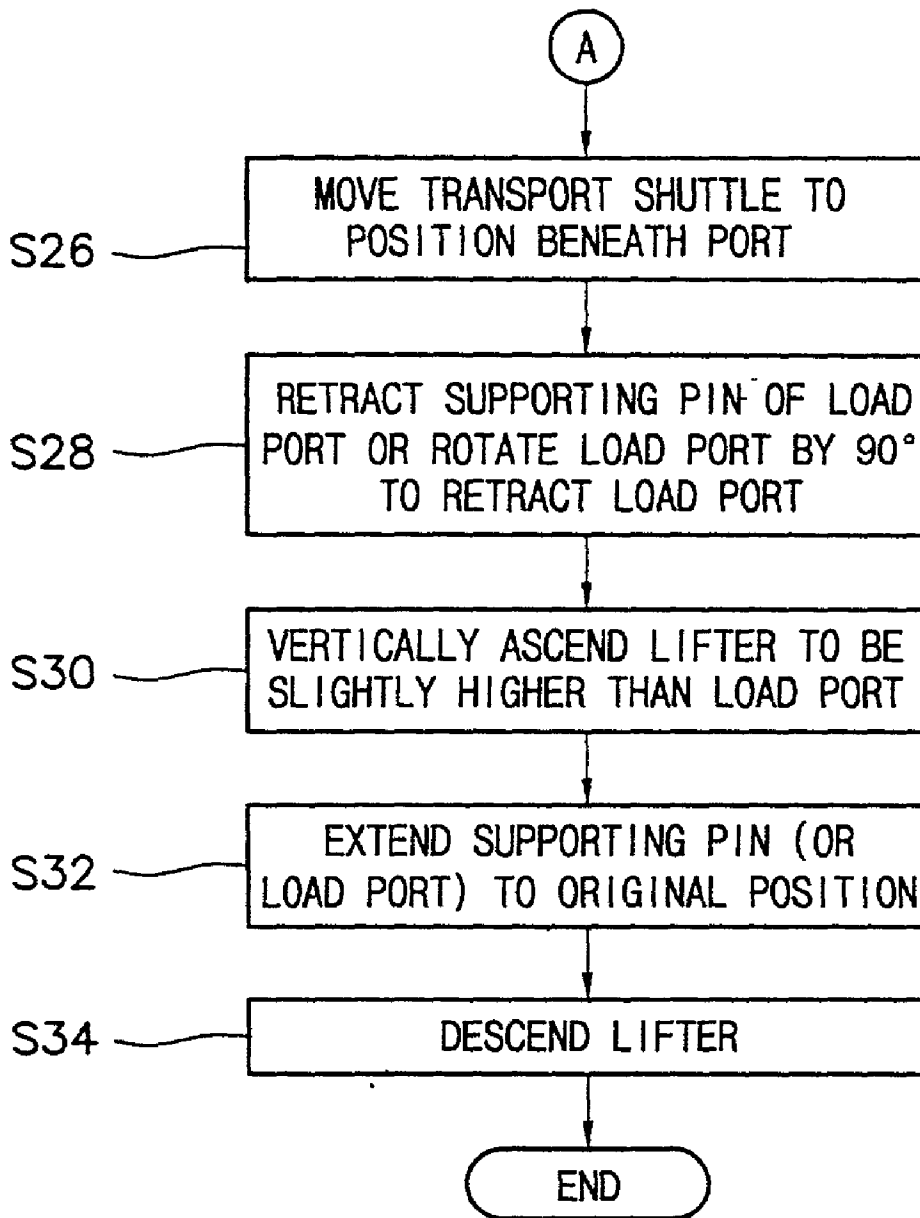 A
S26
MOVE TRANSPORT SHUTTLE TO
POSITION BENEATH PORT
S28
RETRACT SUPPORTING PIN OF LOAD
PORT OR ROTATE LOAD PORT BY 90°
TO RETRACT LOAD PORT
S30
VERTICALLY ASCEND LIFTER TO BE
SLIGHTLY HIGHER THAN LOAD PORT
S32
EXTEND SUPPORTING PIN (OR
LOAD PORT) TO ORIGINAL POSITION
S34
DESCEND LIFTER
END